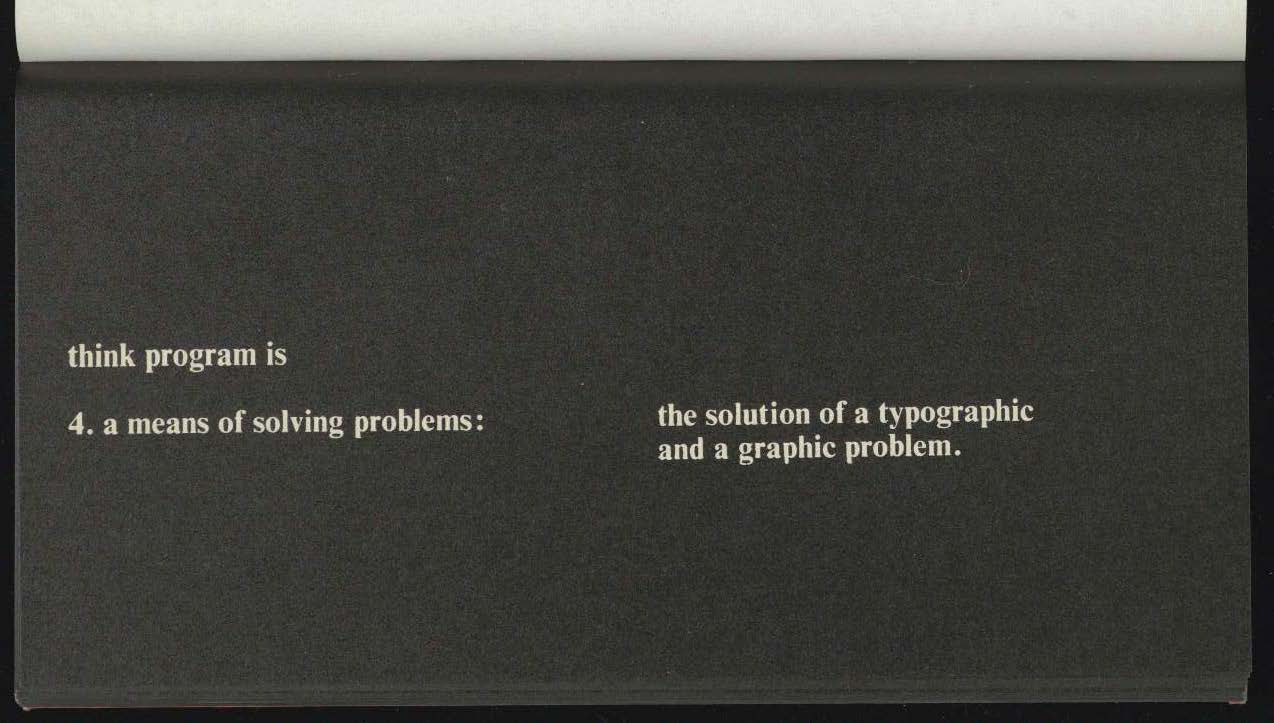 think program is
4. a means of solving problems:
the solution of a typographic
and a graphic problem.